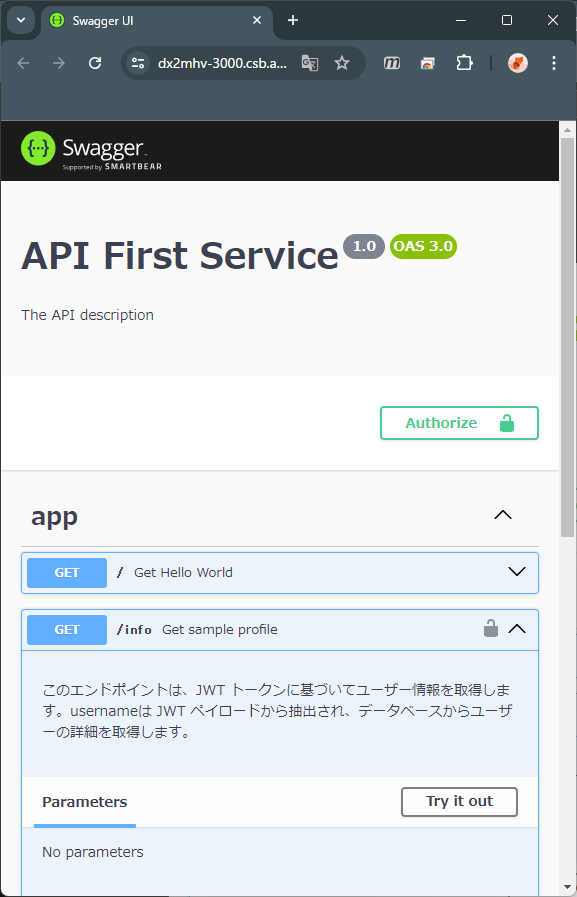 Swagger UI
dx2mhv-3000.csb.a...
Swagger
Supported by SMARTBEAR
API First Service 1.0 OAS 3.0
The API description
Authorize
app
GET / Get Hello World
GET /info Get sample profile
このエンドポイントは、JWT トークンに基づいてユーザー情報を取得しま
す。usernameは JWT ペイロードから抽出され、データベースからユーザ
ーの詳細を取得します。
Parameters
Try it out
No parameters